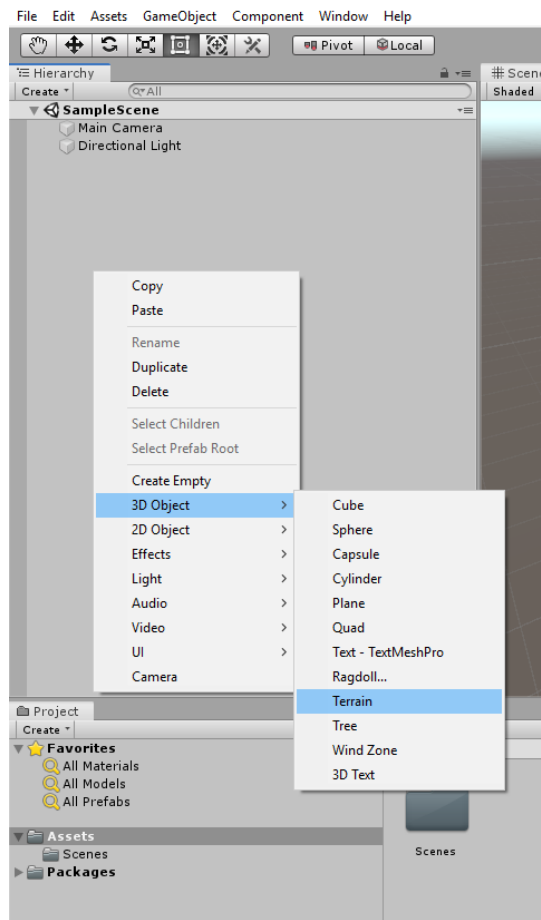 File Edit Assets GameObject Component Window Help
Pivot Local
Hierarchy
# Scen
Create All
Shaded
SampleScene
Main Camera
Directional Light
Copy
Paste
Rename
Duplicate
Delete
Select Children
Select Prefab Root
Create Empty
3D Object
2D Object
Effects
Light
Audio
Video
UI
Camera
Cube
Sphere
Capsule
Cylinder
Plane
Quad
Text - TextMeshPro
Ragdoll...
Terrain
Tree
Wind Zone
3D Text
Project
Create
Favorites
All Materials
All Models
All Prefabs
Assets
Scenes
Packages
Scenes